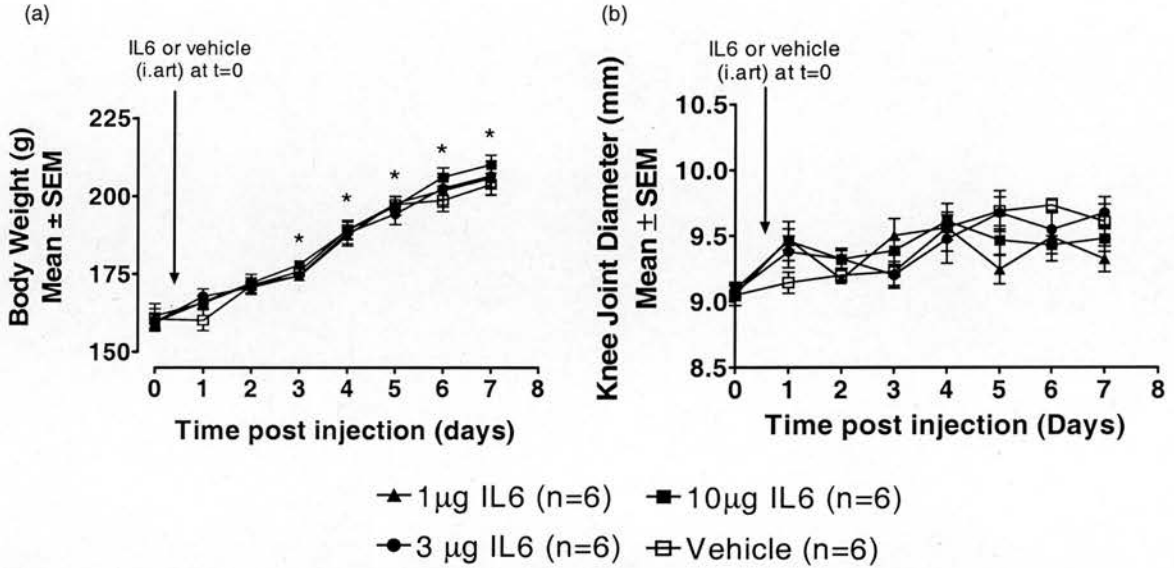 (a)
IL6 or vehicle
(i.art) at t=0
Body Weight (g)
Mean ± SEM
225
200
175
150
* * * * *
0 1 2 3 4 5 6 7 8
Time post injection (days)
(b)
IL6 or vehicle
(i.art) at t=0
Knee Joint Diameter (mm)
Mean ± SEM
10.5
10.0
9.5
9.0
8.5
0 1 2 3 4 5 6 7 8
Time post injection (Days)
1µg IL6 (n=6) 10µg IL6 (n=6)
3 µg IL6 (n=6) Vehicle (n=6)